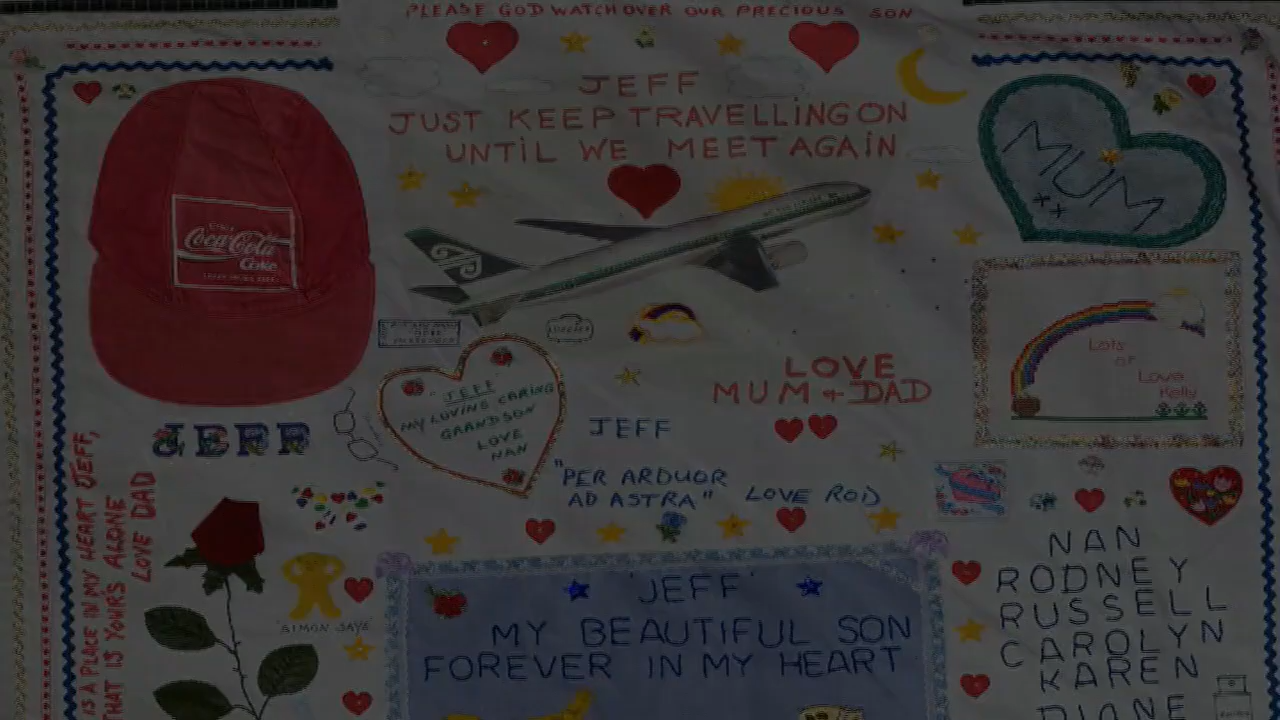 PLEASE GOD WATCH OVER OUR PRECIOUS SON
JEFF
JUST KEEP TRAVELLING ON
UNTIL WE MEET AGAIN
MUM
ENJOY
Coca-Cola
Coke
Lots
of
Love
Kelly
LOVE
MUM + DAD
"JEFF"
MY LOVING CARING
GRANDSON
LOVE
NAN
JEFF
"PER ARDUOR
AD ASTRA" LOVE ROD
JEFF
IS A PLACE IN MY HEART JEFF,
THAT IS YOURS ALONE
LOVE DAD
'SIMON SAYS'
'JEFF'
MY BEAUTIFUL SON
FOREVER IN MY HEART
NAN
RODNEY
RUSSELL
CAROLYN
KAREN
DIANE